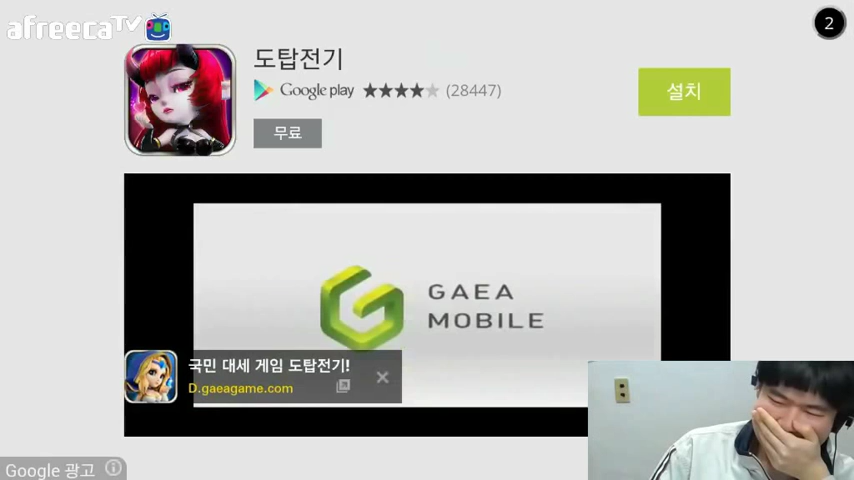 afreecaTV
2
도탑전기
Google play ★★★★★ (28447)
설치
무료
GAEA
MOBILE
국민 대세 게임 도탑전기!
D.gaeagame.com
Google 광고